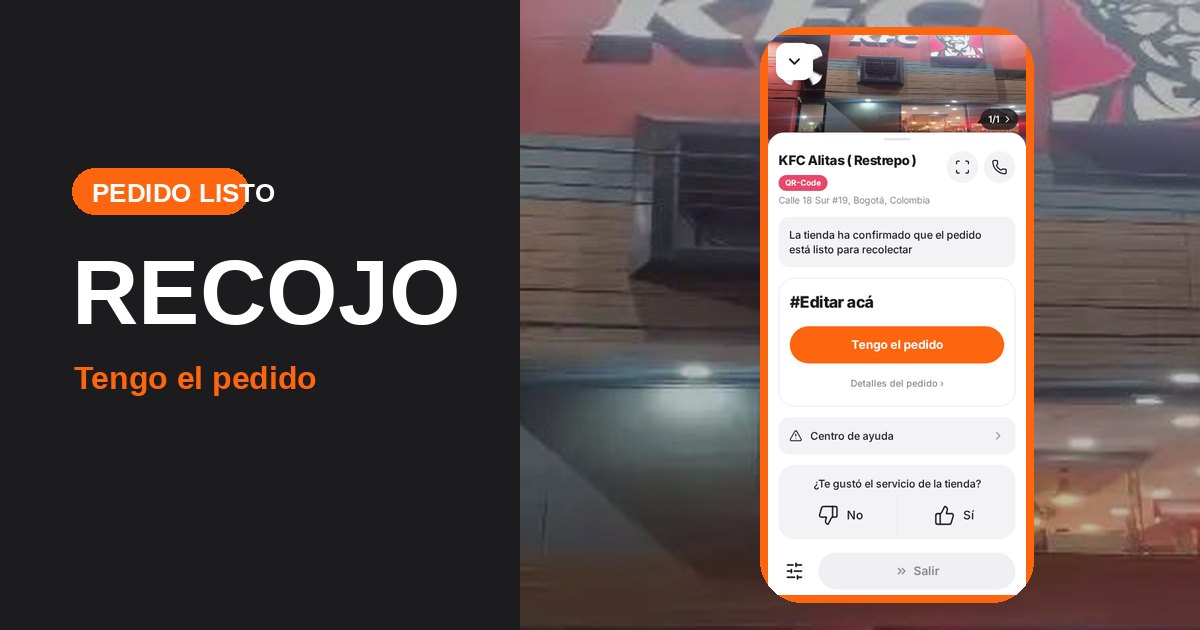 PEDIDO LISTO
RECOJO
Tengo el pedido
KFC
KFC
1/1
KFC Alitas ( Restrepo )
QR-Code
Calle 18 Sur #19, Bogotá, Colombia
La tienda ha confirmado que el pedido
está listo para recolectar
#Editar acá
Tengo el pedido
Detalles del pedido ›
Centro de ayuda
¿Te gustó el servicio de la tienda?
No
Sí
Salir